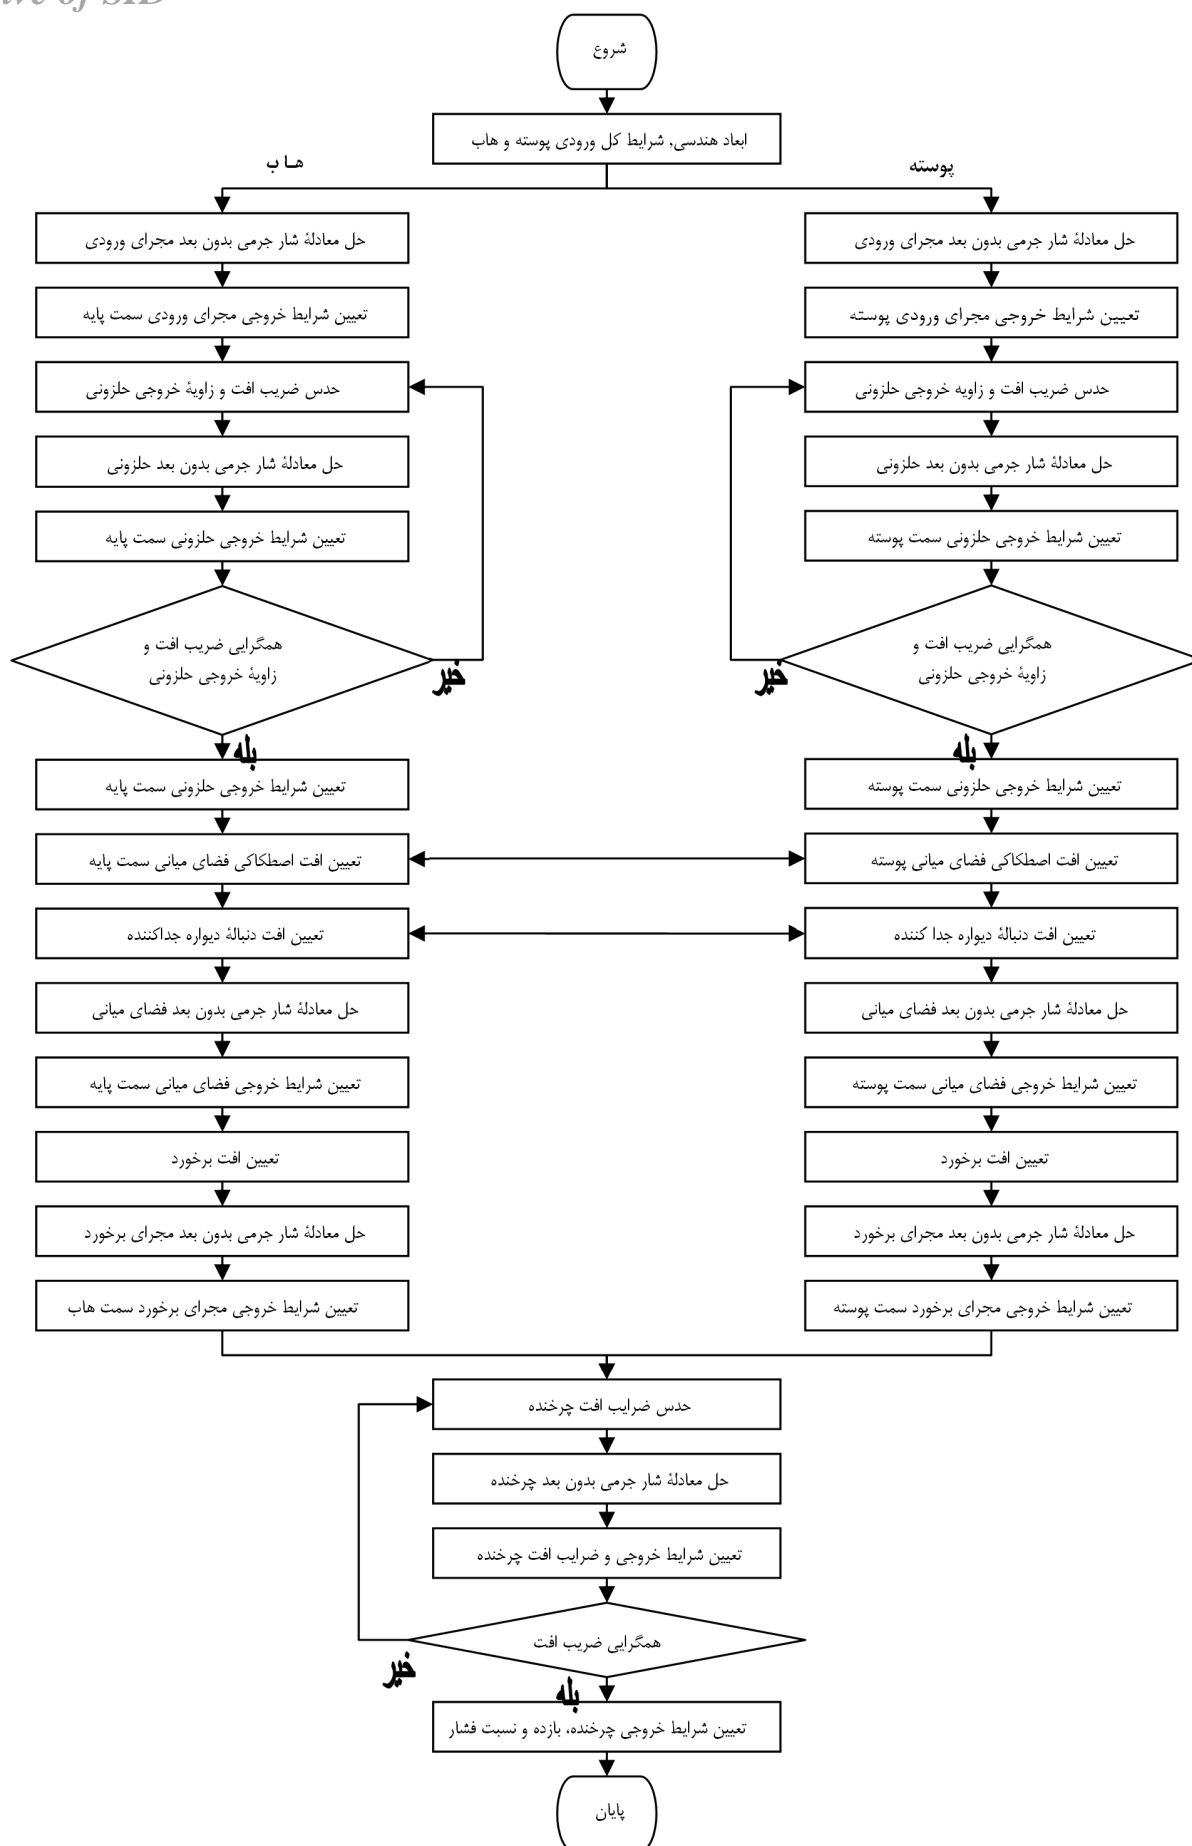 of SID
شروع
ابعاد هندسی, شرایط کل ورودی پوسته و هاب
پوسته
حل معادلهٔ شار جرمی بدون بعد مجرای ورودی
تعیین شرایط خروجی مجرای ورودی پوسته
حدس ضریب افت و زاویه خروجی حلزونی
حل معادلهٔ شار جرمی بدون بعد حلزونی
تعیین شرایط خروجی حلزونی سمت پوسته
همگرایی ضریب افت و
زاویهٔ خروجی حلزونی
خیر
بله
تعیین شرایط خروجی حلزونی سمت پوسته
تعیین افت اصطکاکی فضای میانی پوسته
تعیین افت دنبالهٔ دیواره جدا کننده
حل معادلهٔ شار جرمی بدون بعد فضای میانی
تعیین شرایط خروجی فضای میانی سمت پوسته
تعیین افت برخورد
حل معادلهٔ شار جرمی بدون بعد مجرای برخورد
تعیین شرایط خروجی مجرای برخورد سمت پوسته
هاب
حل معادلهٔ شار جرمی بدون بعد مجرای ورودی
تعیین شرایط خروجی مجرای ورودی سمت پایه
حدس ضریب افت و زاویهٔ خروجی حلزونی
حل معادلهٔ شار جرمی بدون بعد حلزونی
تعیین شرایط خروجی حلزونی سمت پایه
همگرایی ضریب افت و
زاویهٔ خروجی حلزونی
خیر
بله
تعیین شرایط خروجی حلزونی سمت پایه
تعیین افت اصطکاکی فضای میانی سمت پایه
تعیین افت دنبالهٔ دیواره جداکننده
حل معادلهٔ شار جرمی بدون بعد فضای میانی
تعیین شرایط خروجی فضای میانی سمت پایه
تعیین افت برخورد
حل معادلهٔ شار جرمی بدون بعد مجرای برخورد
تعیین شرایط خروجی مجرای برخورد سمت هاب
حدس ضرایب افت چرخنده
حل معادلهٔ شار جرمی بدون بعد چرخنده
تعیین شرایط خروجی و ضرایب افت چرخنده
همگرایی ضریب افت
خیر
بله
تعیین شرایط خروجی چرخنده، بازده و نسبت فشار
پایان